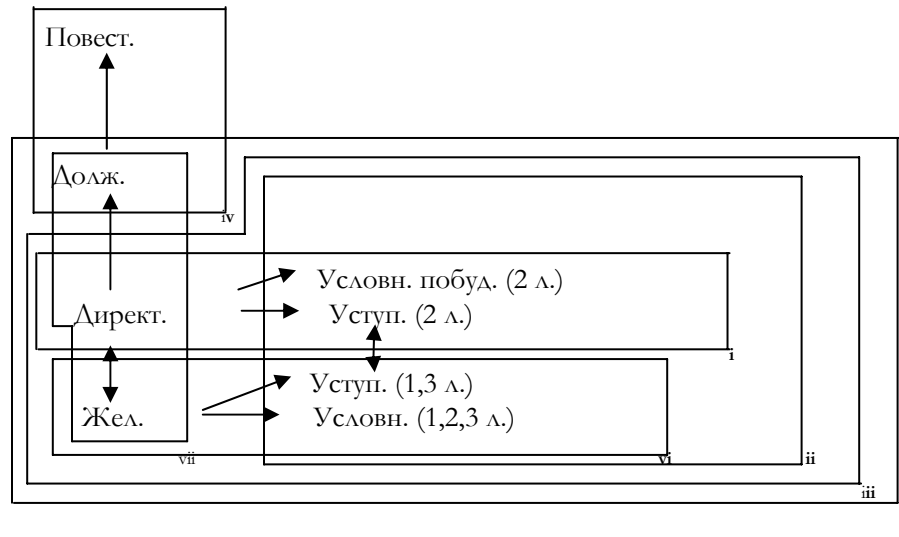 Повест.
Долж.
iv
Условн. побуд. (2 л.)
Директ.
Уступ. (2 л.)
i
Уступ. (1,3 л.)
Жел.
Условн. (1,2,3 л.)
vii
vi
ii
iii